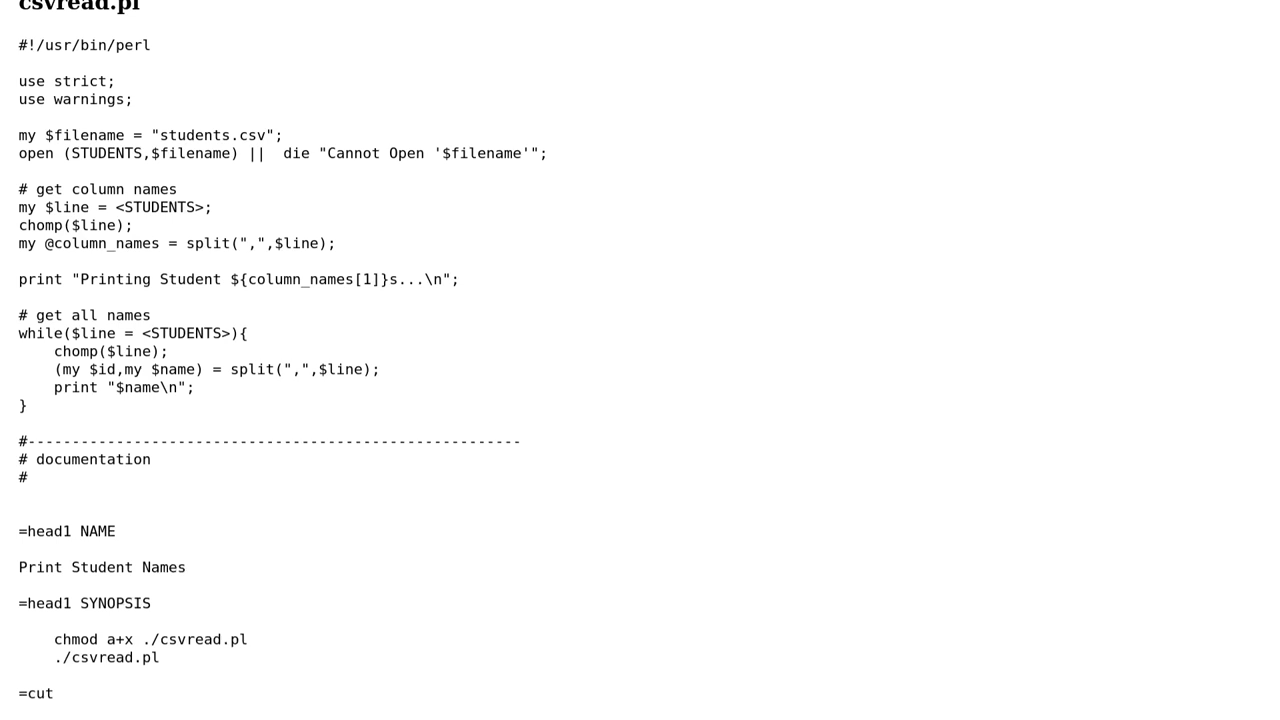 csvread.pl
#!/usr/bin/perl
use strict;
use warnings;
my $filename = "students.csv";
open (STUDENTS,$filename) ||  die "Cannot Open '$filename'";
# get column names
my $line = <STUDENTS>;
chomp($line);
my @column_names = split(",",$line);
print "Printing Student ${column_names[1]}s...\n";
# get all names
while($line = <STUDENTS>){
    chomp($line);
    (my $id,my $name) = split(",",$line);
    print "$name\n";
}
#--------------------------------------------------------
# documentation
#
=head1 NAME
Print Student Names
=head1 SYNOPSIS
    chmod a+x ./csvread.pl
    ./csvread.pl
=cut